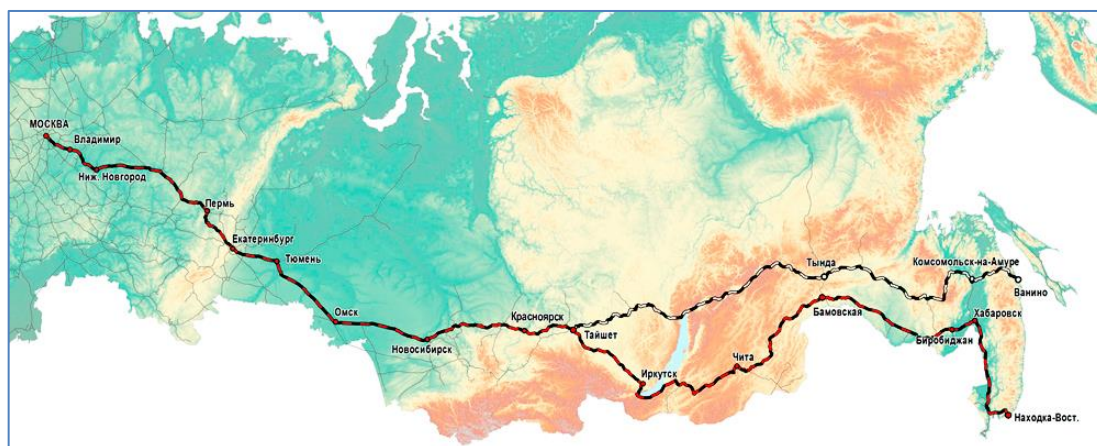 МОСКВА
Владимир
Ниж. Новгород
Пермь
Екатеринбург
Тюмень
Омск
Новосибирск
Красноярск
Тайшет
Иркутск
Чита
Тында
Бамовская
Комсомольск-на-Амуре
Ванино
Хабаровск
Биробиджан
Находка-Вост.